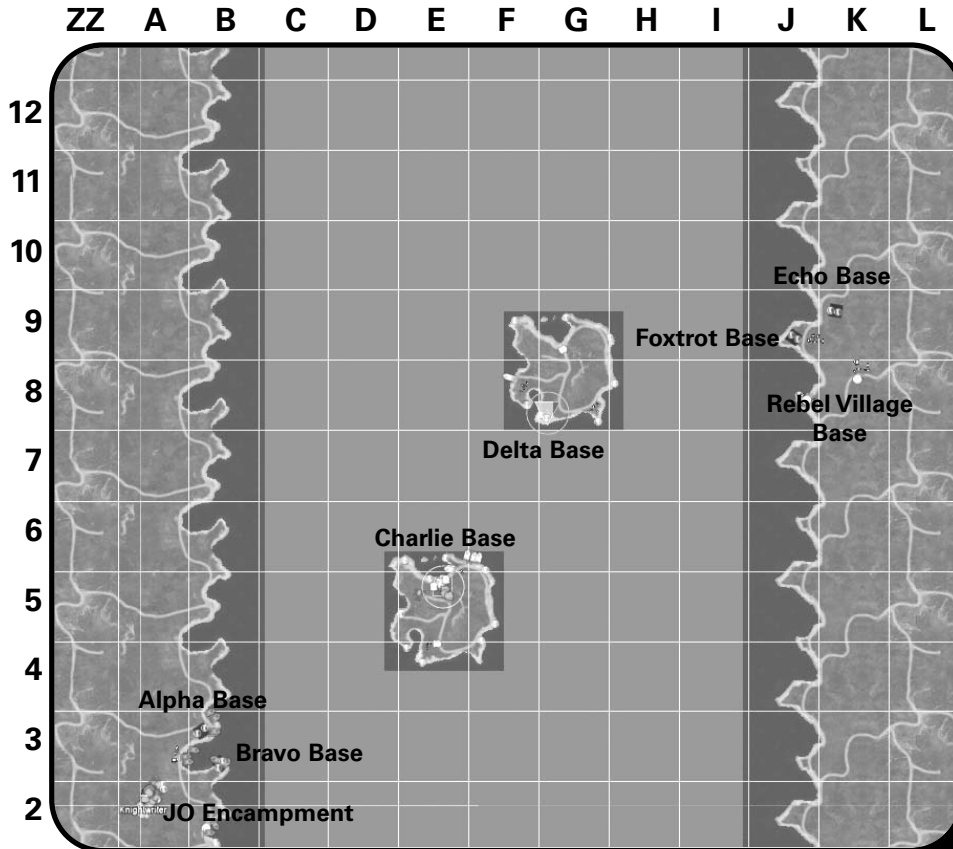 ZZ A B C D E F G H I J K L
12
11
10
Echo Base
9
Foxtrot Base
8
Rebel Village
Base
Delta Base
7
6
Charlie Base
5
4
Alpha Base
3
Bravo Base
Knightwriter
JO Encampment
2